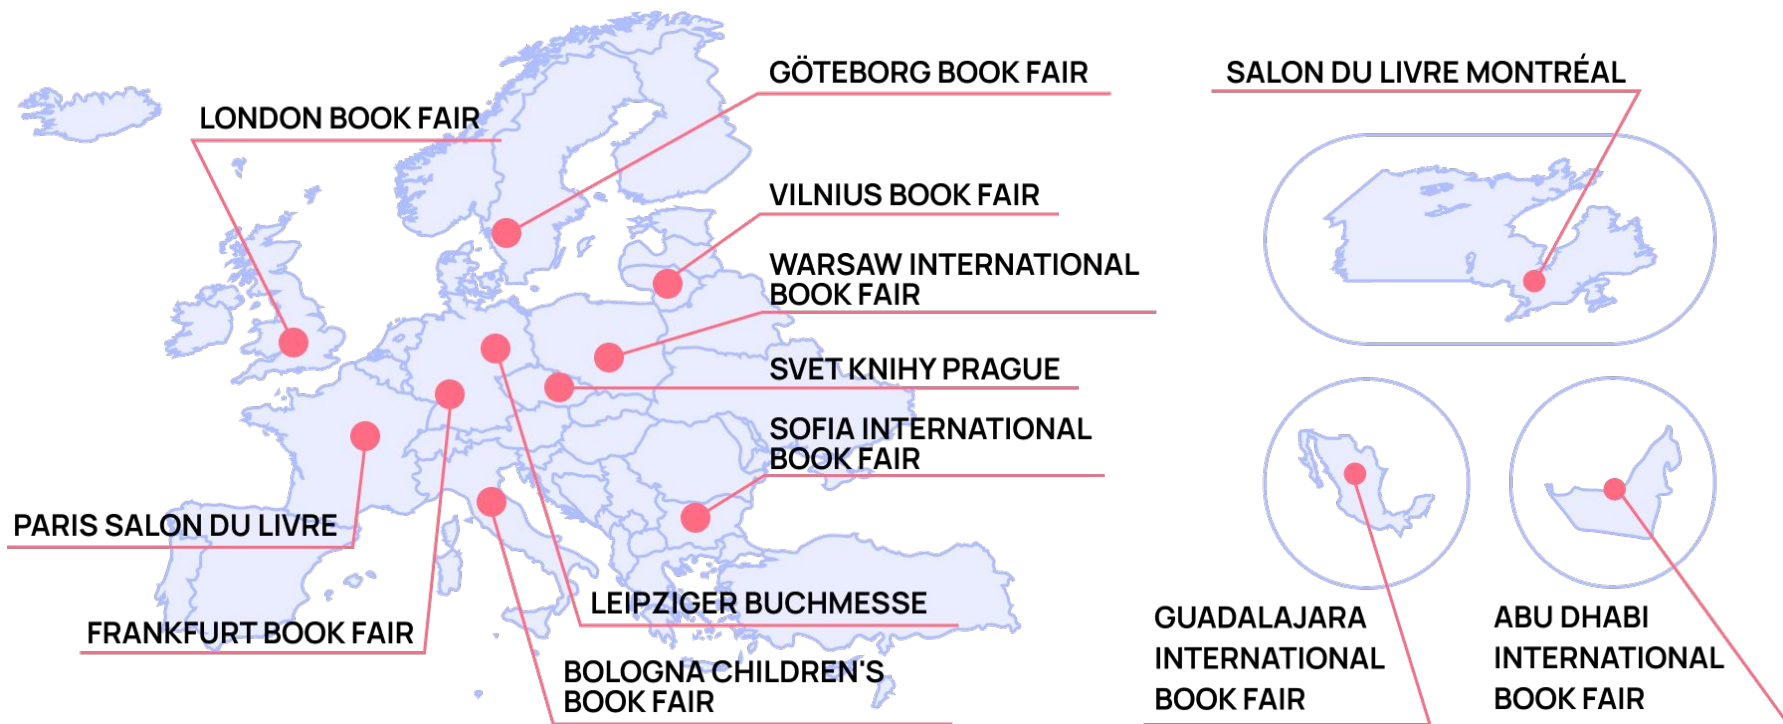 GÖTEBORG BOOK FAIR
SALON DU LIVRE MONTRÉAL
LONDON BOOK FAIR
VILNIUS BOOK FAIR
WARSAW INTERNATIONAL
BOOK FAIR
SVET KNIHY PRAGUE
SOFIA INTERNATIONAL
BOOK FAIR
PARIS SALON DU LIVRE
LEIPZIGER BUCHMESSE
FRANKFURT BOOK FAIR
BOLOGNA CHILDREN'S
BOOK FAIR
GUADALAJARA
INTERNATIONAL
BOOK FAIR
ABU DHABI
INTERNATIONAL
BOOK FAIR